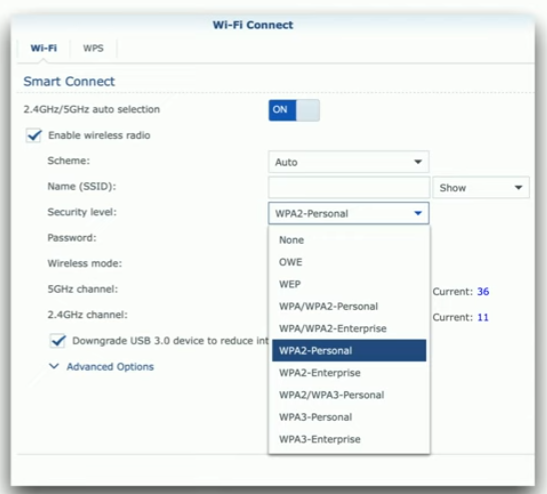 Wi-Fi Connect
Wi-Fi WPS
Smart Connect
2.4GHz/5GHz auto selection ON
Enable wireless radio
Scheme: Auto
Name (SSID): Show
Security level: WPA2-Personal
Password:
None
Wireless mode:
OWE
WEP
5GHz channel: Current: 36
WPA/WPA2-Personal
2.4GHz channel: Current: 11
WPA/WPA2-Enterprise
Downgrade USB 3.0 device to reduce int
WPA2-Personal
Advanced Options
WPA2-Enterprise
WPA2/WPA3-Personal
WPA3-Personal
WPA3-Enterprise